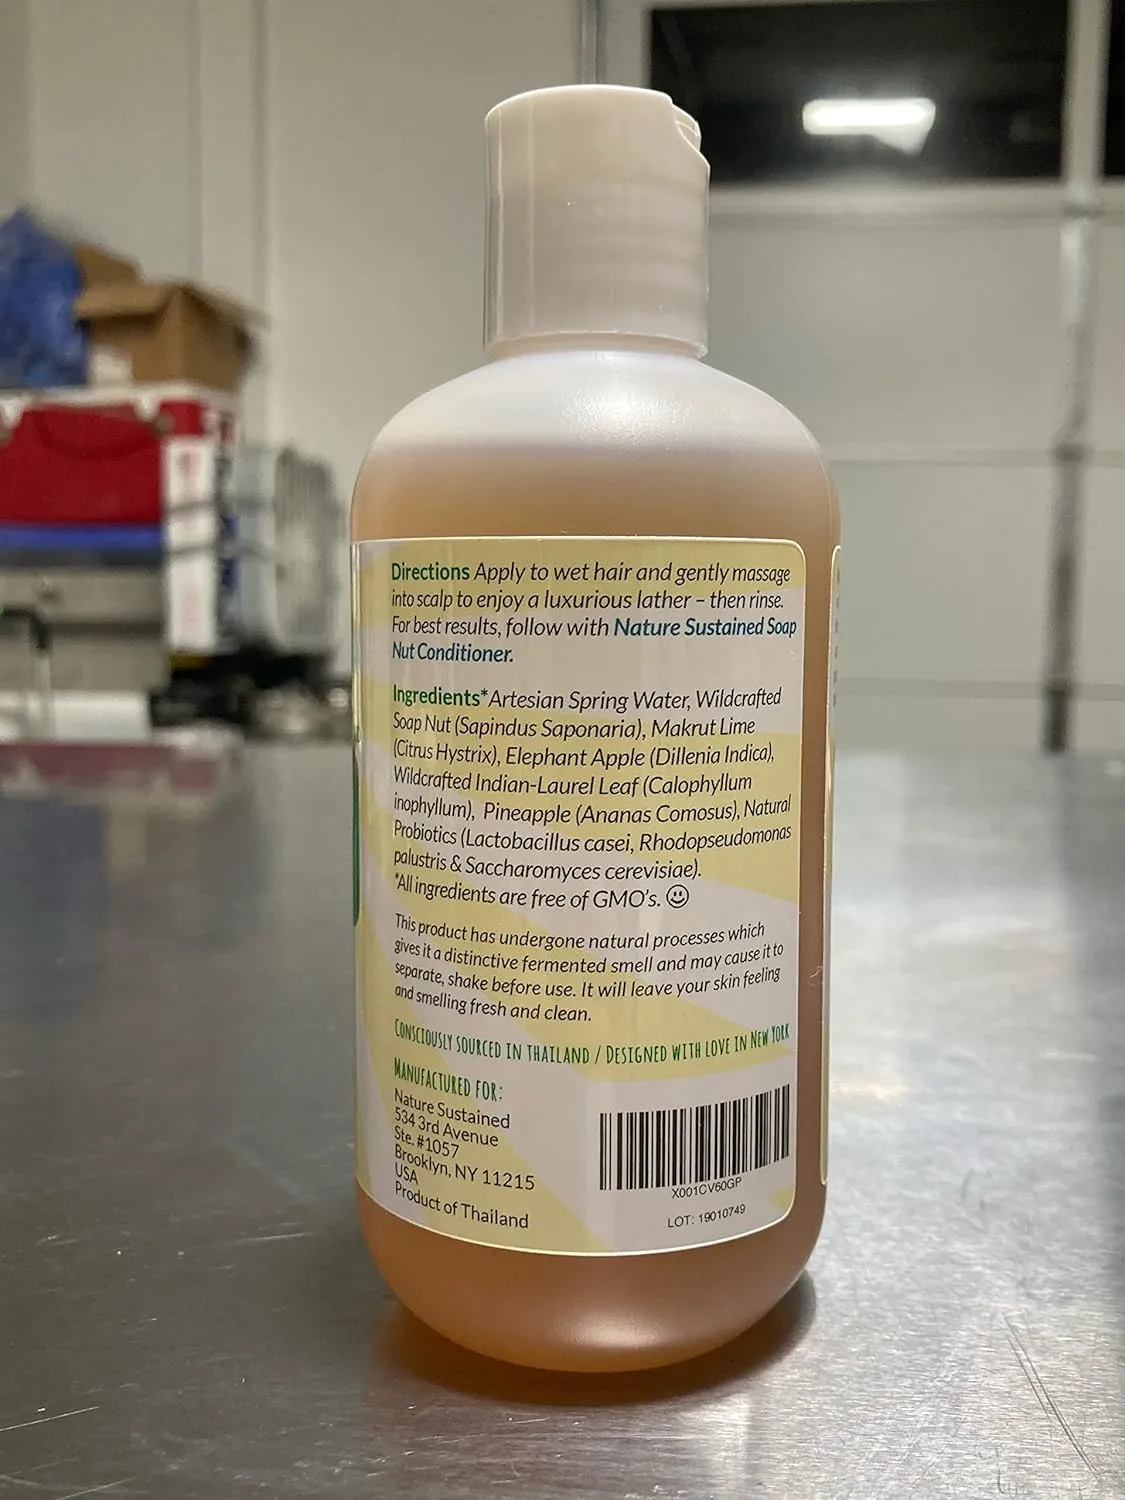 Directions Apply to wet hair and gently massage
into scalp to enjoy a luxurious lather – then rinse.
For best results, follow with Nature Sustained Soap
Nut Conditioner.
Ingredients*Artesian Spring Water, Wildcrafted
Soap Nut (Sapindus Saponaria), Makrut Lime
(Citrus Hystrix), Elephant Apple (Dillenia Indica),
Wildcrafted Indian-Laurel Leaf (Calophyllum
inophyllum), Pineapple (Ananas Comosus), Natural
Probiotics (Lactobacillus casei, Rhodopseudomonas
palustris & Saccharomyces cerevisiae).
*All ingredients are free of GMO's. 😃
This product has undergone natural processes which
gives it a distinctive fermented smell and may cause it to
separate, shake before use. It will leave your skin feeling
and smelling fresh and clean.
CONSCIOUSLY SOURCED IN THAILAND / DESIGNED WITH LOVE IN NEW YORK
MANUFACTURED FOR:
Nature Sustained
534 3rd Avenue
Ste. #1057
Brooklyn, NY 11215
USA
Product of Thailand
X001CV60GP
LOT: 19010749